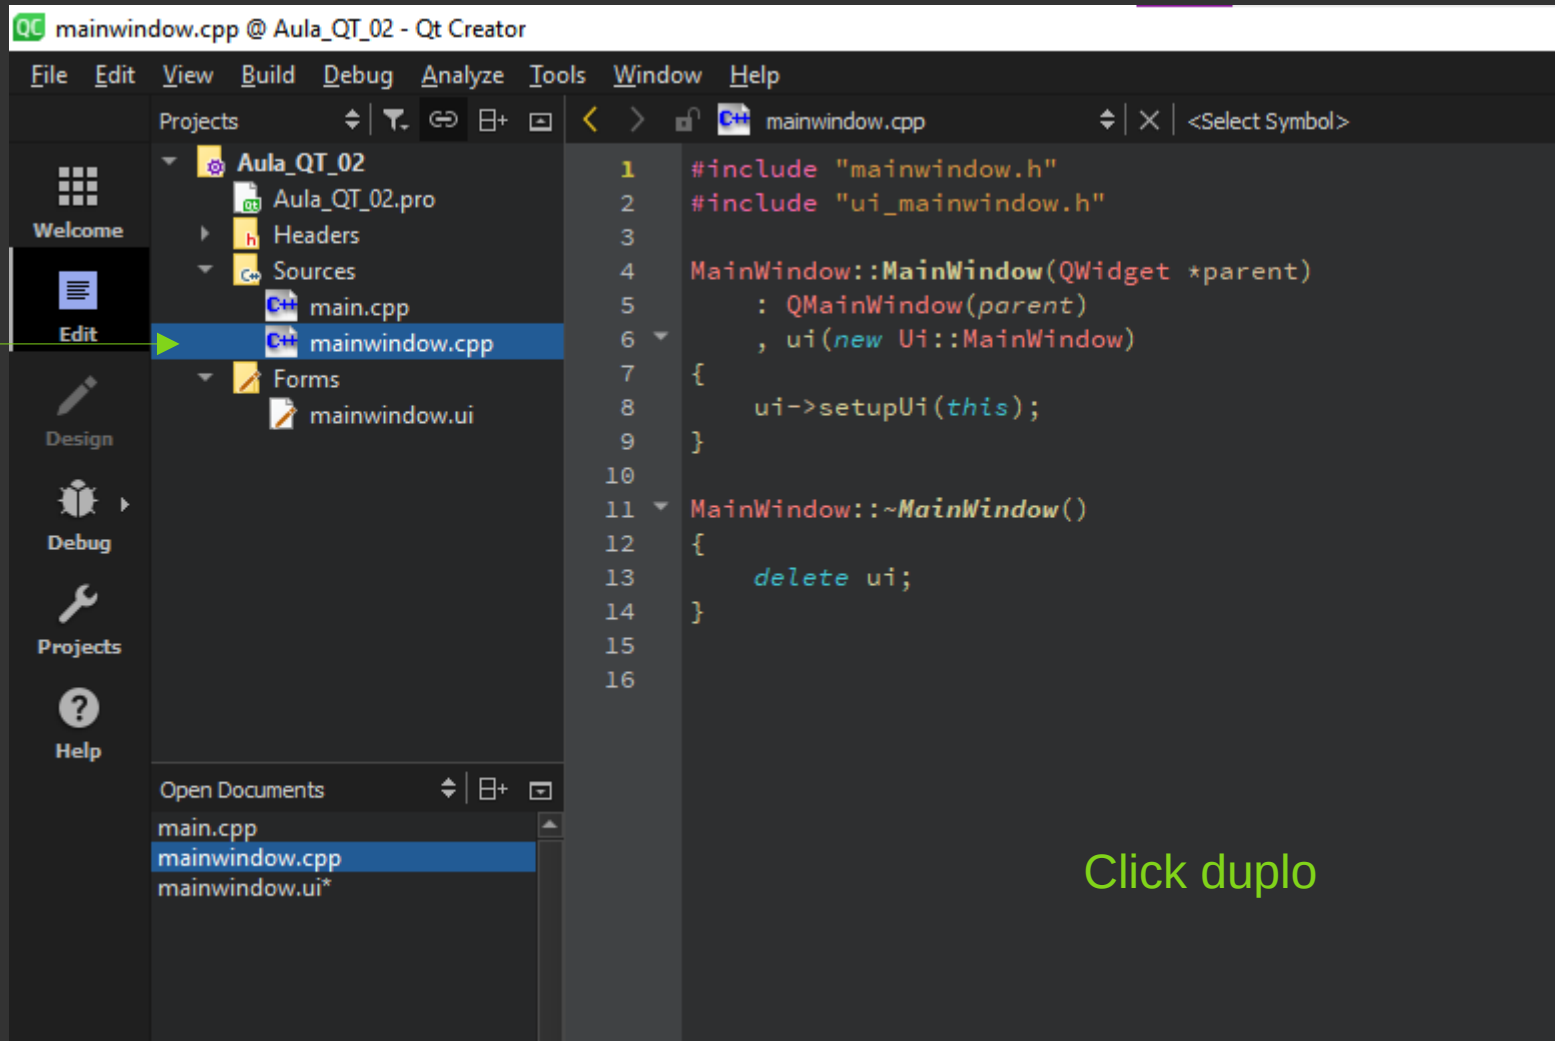 QC mainwindow.cpp @ Aula_QT_02 - Qt Creator
File Edit View Build Debug Analyze Tools Window Help
Projects
C++ mainwindow.cpp
<Select Symbol>
Welcome
Edit
Design
Debug
Projects
Help
Aula_QT_02
Qt Aula_QT_02.pro
h Headers
C++ Sources
C++ main.cpp
C++ mainwindow.cpp
Forms
mainwindow.ui
Open Documents
main.cpp
mainwindow.cpp
mainwindow.ui*
1 #include "mainwindow.h"
2 #include "ui_mainwindow.h"
3
4 MainWindow::MainWindow(QWidget *parent)
5     : QMainWindow(parent)
6     , ui(new Ui::MainWindow)
7 {
8     ui->setupUi(this);
9 }
10
11 MainWindow::~MainWindow()
12 {
13     delete ui;
14 }
15
16
Click duplo